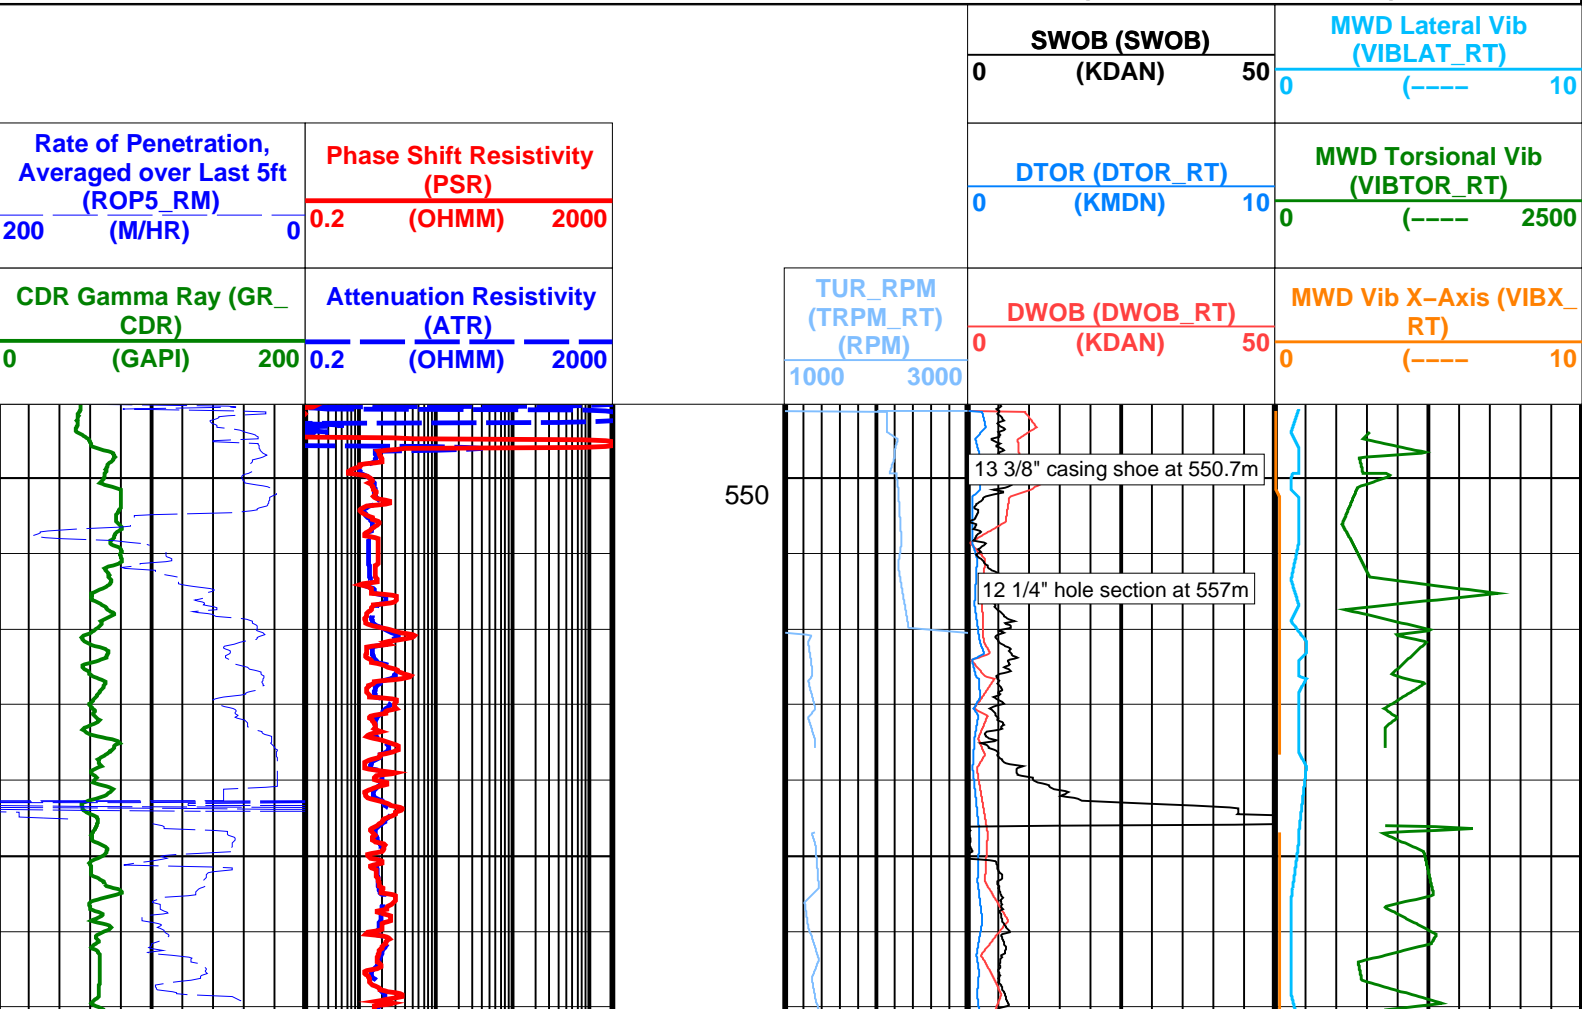 SWOB (SWOB)
0 (KDAN) 50
MWD Lateral Vib
(VIBLAT_RT)
0 (---- 10
Rate of Penetration,
Averaged over Last 5ft
(ROP5_RM)
200 (M/HR) 0
Phase Shift Resistivity
(PSR)
0.2 (OHMM) 2000
DTOR (DTOR_RT)
0 (KMDN) 10
MWD Torsional Vib
(VIBTOR_RT)
0 (---- 2500
CDR Gamma Ray (GR_
CDR)
0 (GAPI) 200
Attenuation Resistivity
(ATR)
0.2 (OHMM) 2000
TUR_RPM
(TRPM_RT)
(RPM)
1000 3000
DWOB (DWOB_RT)
0 (KDAN) 50
MWD Vib X-Axis (VIBX_
RT)
0 (---- 10
13 3/8" casing shoe at 550.7m
550
12 1/4" hole section at 557m